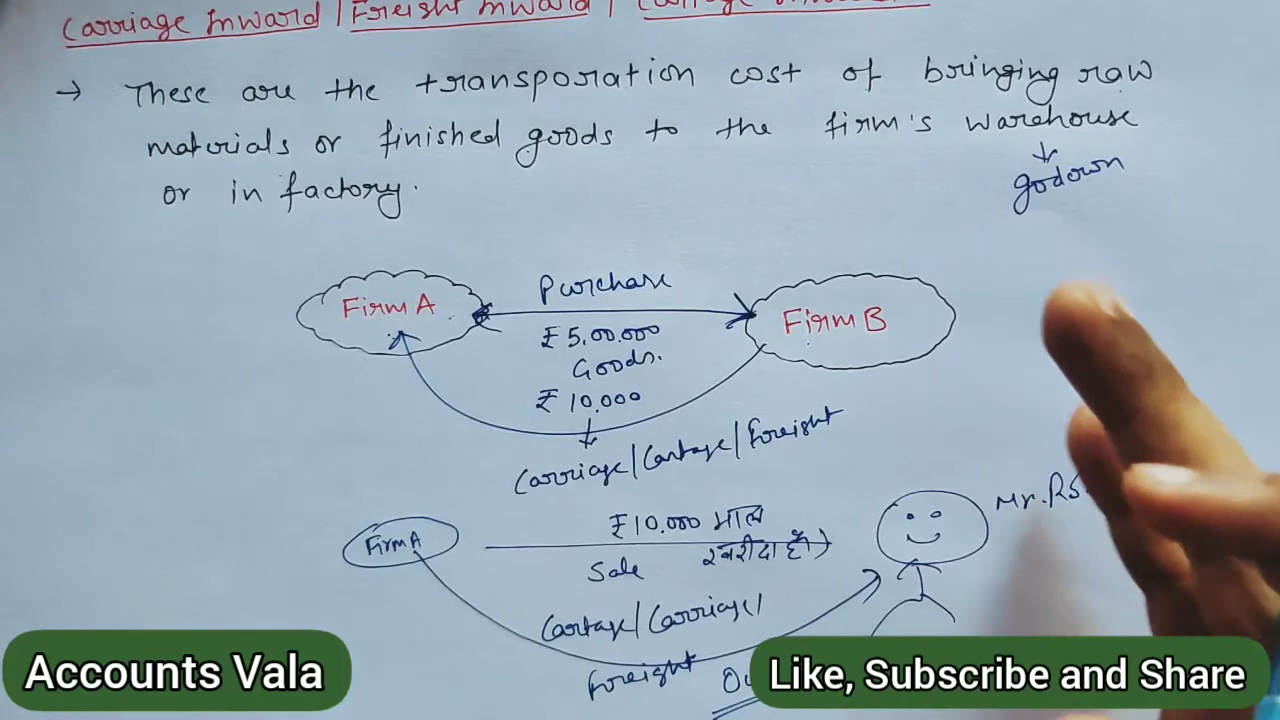 Carriage Inward / Freight Inward /
→ These are the transporation cost of bringing raw
materials or finished goods to the firm's warehouse
or in factory.
godown
Firm A
Purchase
Firm B
₹ 5,00,000
Goods.
₹ 10,000
Carriage/Cartage/Freight
Firm A
₹10,000 माल
खरीदा है।
Sale
Mr. RS
Cartage/Carriage/
Freight
Accounts Vala
Like, Subscribe and Share